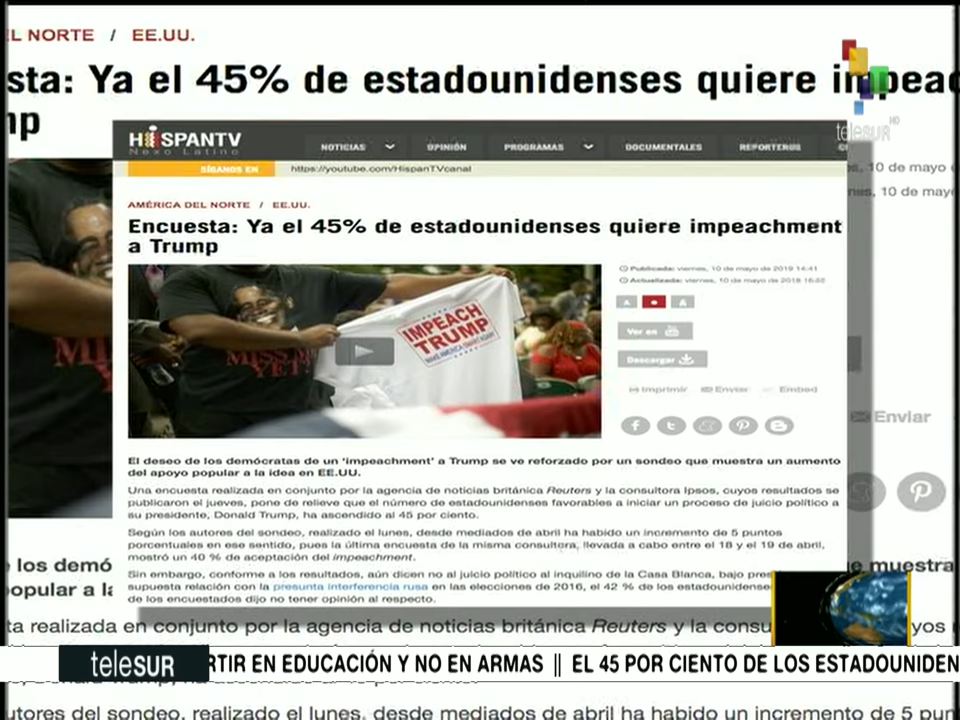 EL NORTE / EE.UU.
sta: Ya el 45% de estadounidenses quiere impeac
mp
teleSUR HD
HISPANTV
Nexo Latino
NOTICIAS OPINIÓN PROGRAMAS DOCUMENTALES REPORTEROS
SÍGANOS EN https://youtube.com/HispanTVcanal
10 de mayo
10 de mayo
AMÉRICA DEL NORTE / EE.UU.
Encuesta: Ya el 45% de estadounidenses quiere impeachment
a Trump
Publicada: viernes, 10 de mayo de 2019 14:41
Actualizada: viernes, 10 de mayo de 2019
A A
Ver en
Descargar
Imprimir Enviar Embed
IMPEACH
TRUMP
MAKE AMERICA SMART AGAIN!
MISS ME
YET?
Enviar
El deseo de los demócratas de un 'impeachment' a Trump se ve reforzado por un sondeo que muestra un aumento
del apoyo popular a la idea en EE.UU.
Una encuesta realizada en conjunto por la agencia de noticias británica Reuters y la consultora Ipsos, cuyos resultados se
publicaron el jueves, pone de relieve que el número de estadounidenses favorables a iniciar un proceso de juicio político a
su presidente, Donald Trump, ha ascendido al 45 por ciento.
Según los autores del sondeo, realizado el lunes, desde mediados de abril ha habido un incremento de 5 puntos
porcentuales en ese sentido, pues la última encuesta de la misma consultora, llevada a cabo entre el 18 y el 19 de abril,
mostró un 40 % de aceptación del impeachment.
Sin embargo, conforme a los resultados, aún dicen no al juicio político al inquilino de la Casa Blanca, bajo pres
supuesta relación con la presunta interferencia rusa en las elecciones de 2016, el 42 % de los estadounidenses
de los encuestados dijo no tener opinión al respecto.
los demó
e muestra
opular a la
ta realizada en conjunto por la agencia de noticias británica Reuters y la consu
yos
teleSUR RTIR EN EDUCACIÓN Y NO EN ARMAS || EL 45 POR CIENTO DE LOS ESTADOUNIDEN
utores del sondeo, realizado el lunes, desde mediados de abril ha habido un incremento de 5 pun